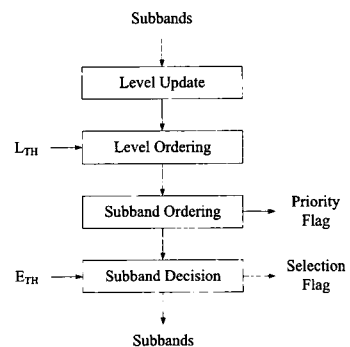 Subbands
Level Update
L_TH
Level Ordering
Subband Ordering
Priority
Flag
E_TH
Subband Decision
Selection
Flag
Subbands